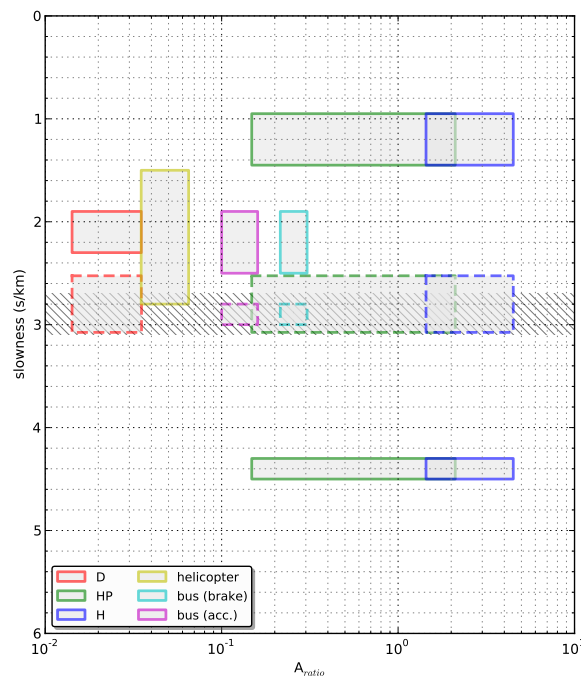 0
1
2
3
4
5
6
slowness (s/km)
D
HP
H
helicopter
bus (brake)
bus (acc.)
10^-2
10^-1
10^0
10^1
A_ratio